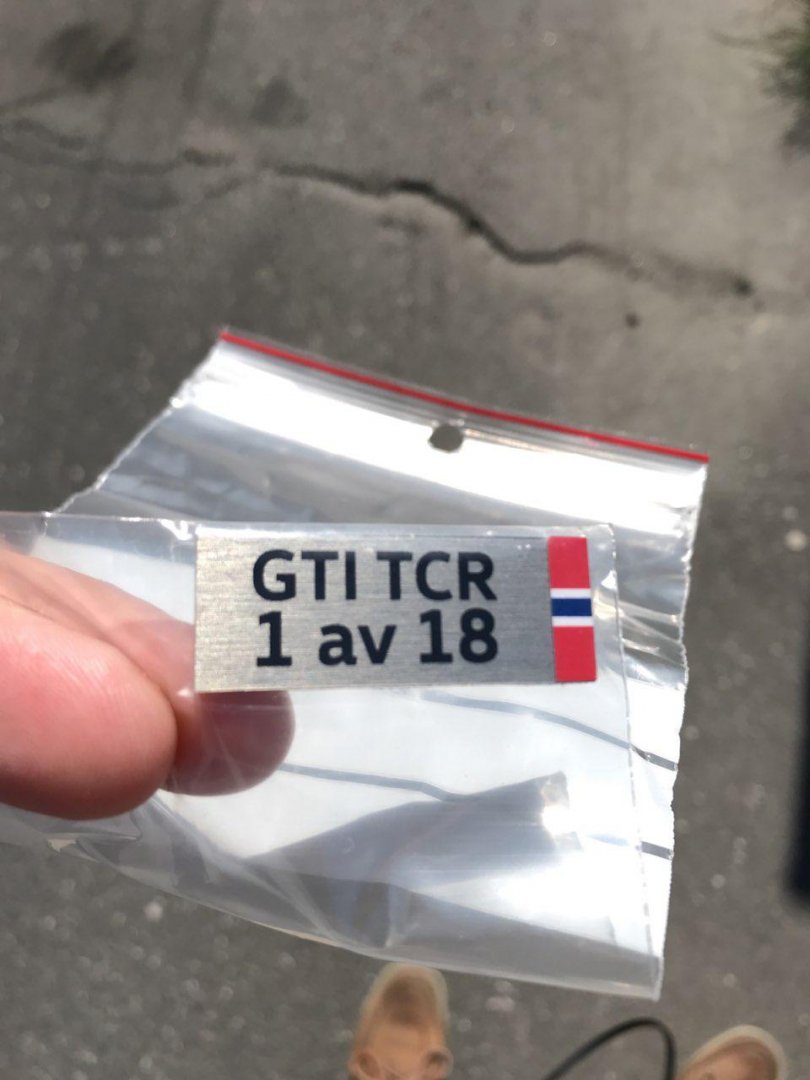 GTI TCR
1 av 18